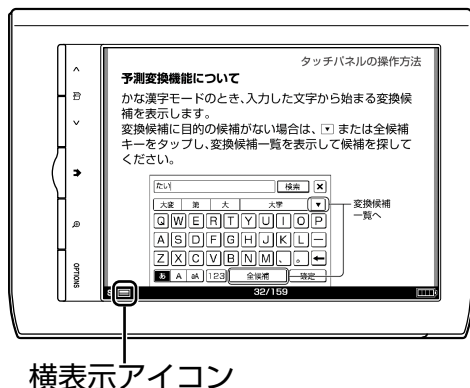 タッチパネルの操作方法
予測変換機能について
かな漢字モードのとき、入力した文字から始まる変換候
補を表示します。
変換候補に目的の候補がない場合は、▼ または全候補
キーをタップし、変換候補一覧を表示して候補を探して
ください。
たい 検索 ×
大変 第 大 大学 ▼
変換候補
一覧へ
Q W E R T Y U I O P
A S D F G H J K L ー
Z X C V B N M 、 。 ←
あ A aA 123 全候補 確定
32/159
OPTIONS
横表示アイコン